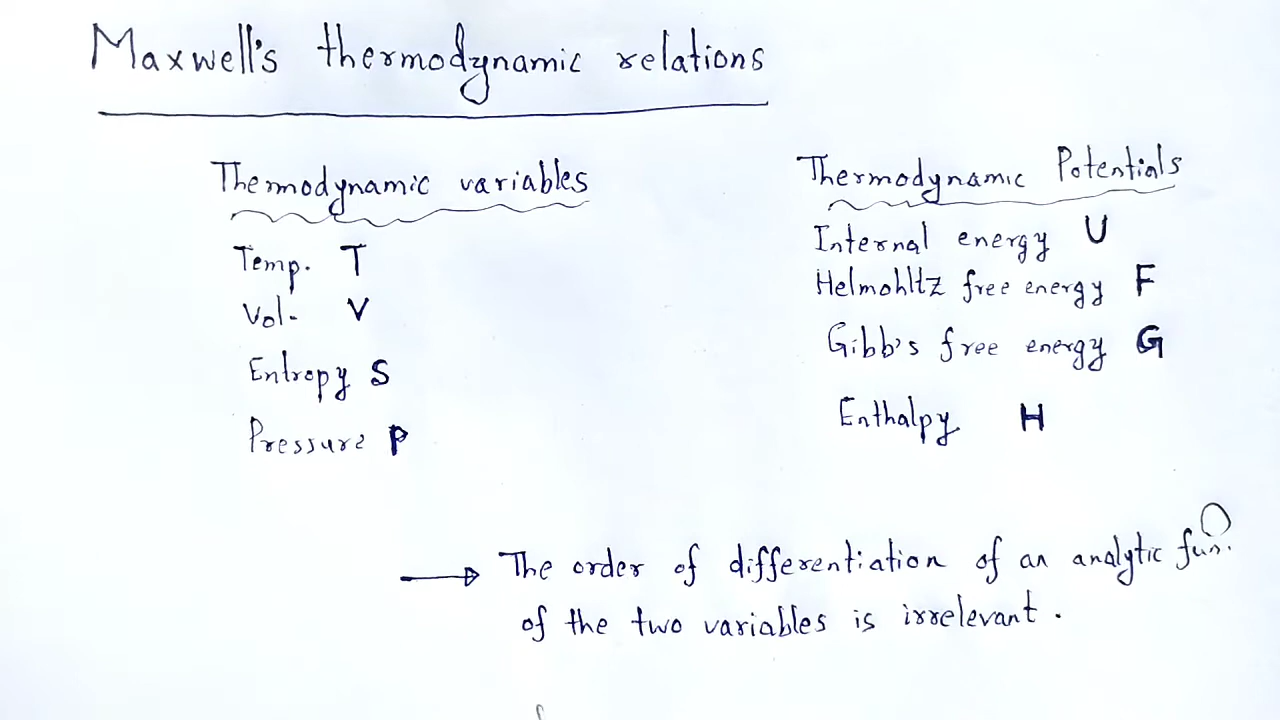 Maxwell's thermodynamic relations
Thermodynamic variables
Temp. T
Vol. V
Entropy S
Pressure P
Thermodynamic Potentials
Internal energy U
Helmohltz free energy F
Gibb's free energy G
Enthalpy H
The order of differentiation of an analytic fun.
of the two variables is irrelevant.